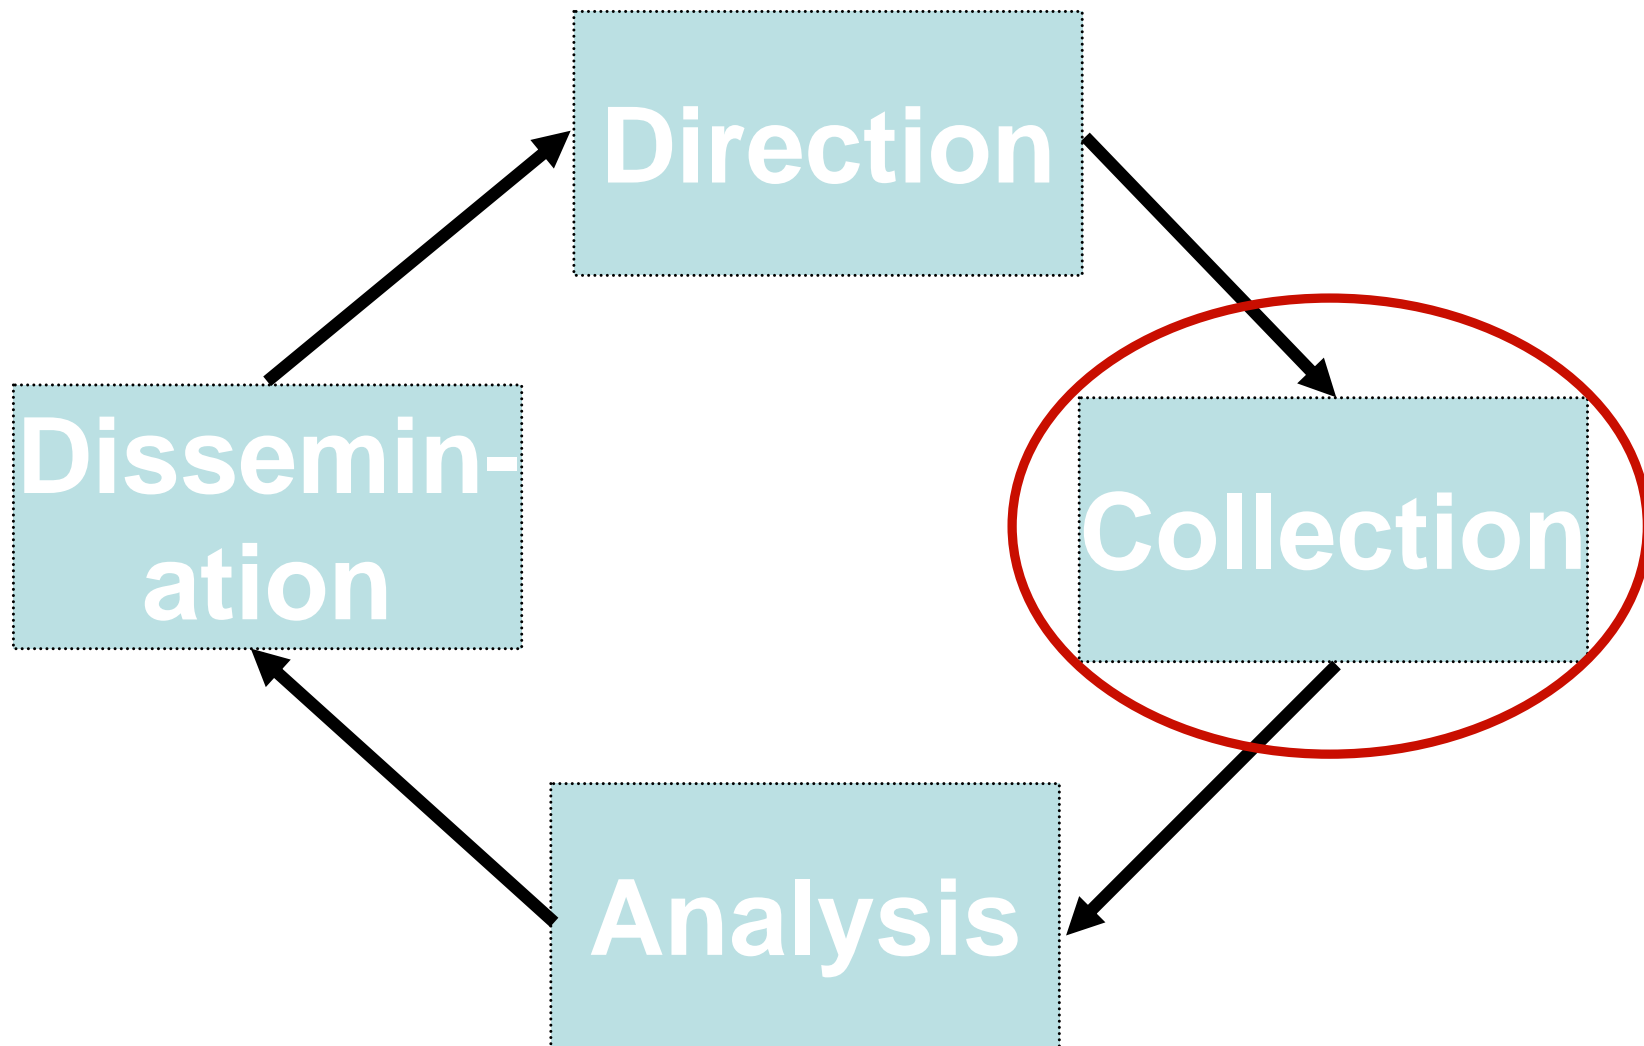 Direction
Dissemin-
ation
Collection
Analysis